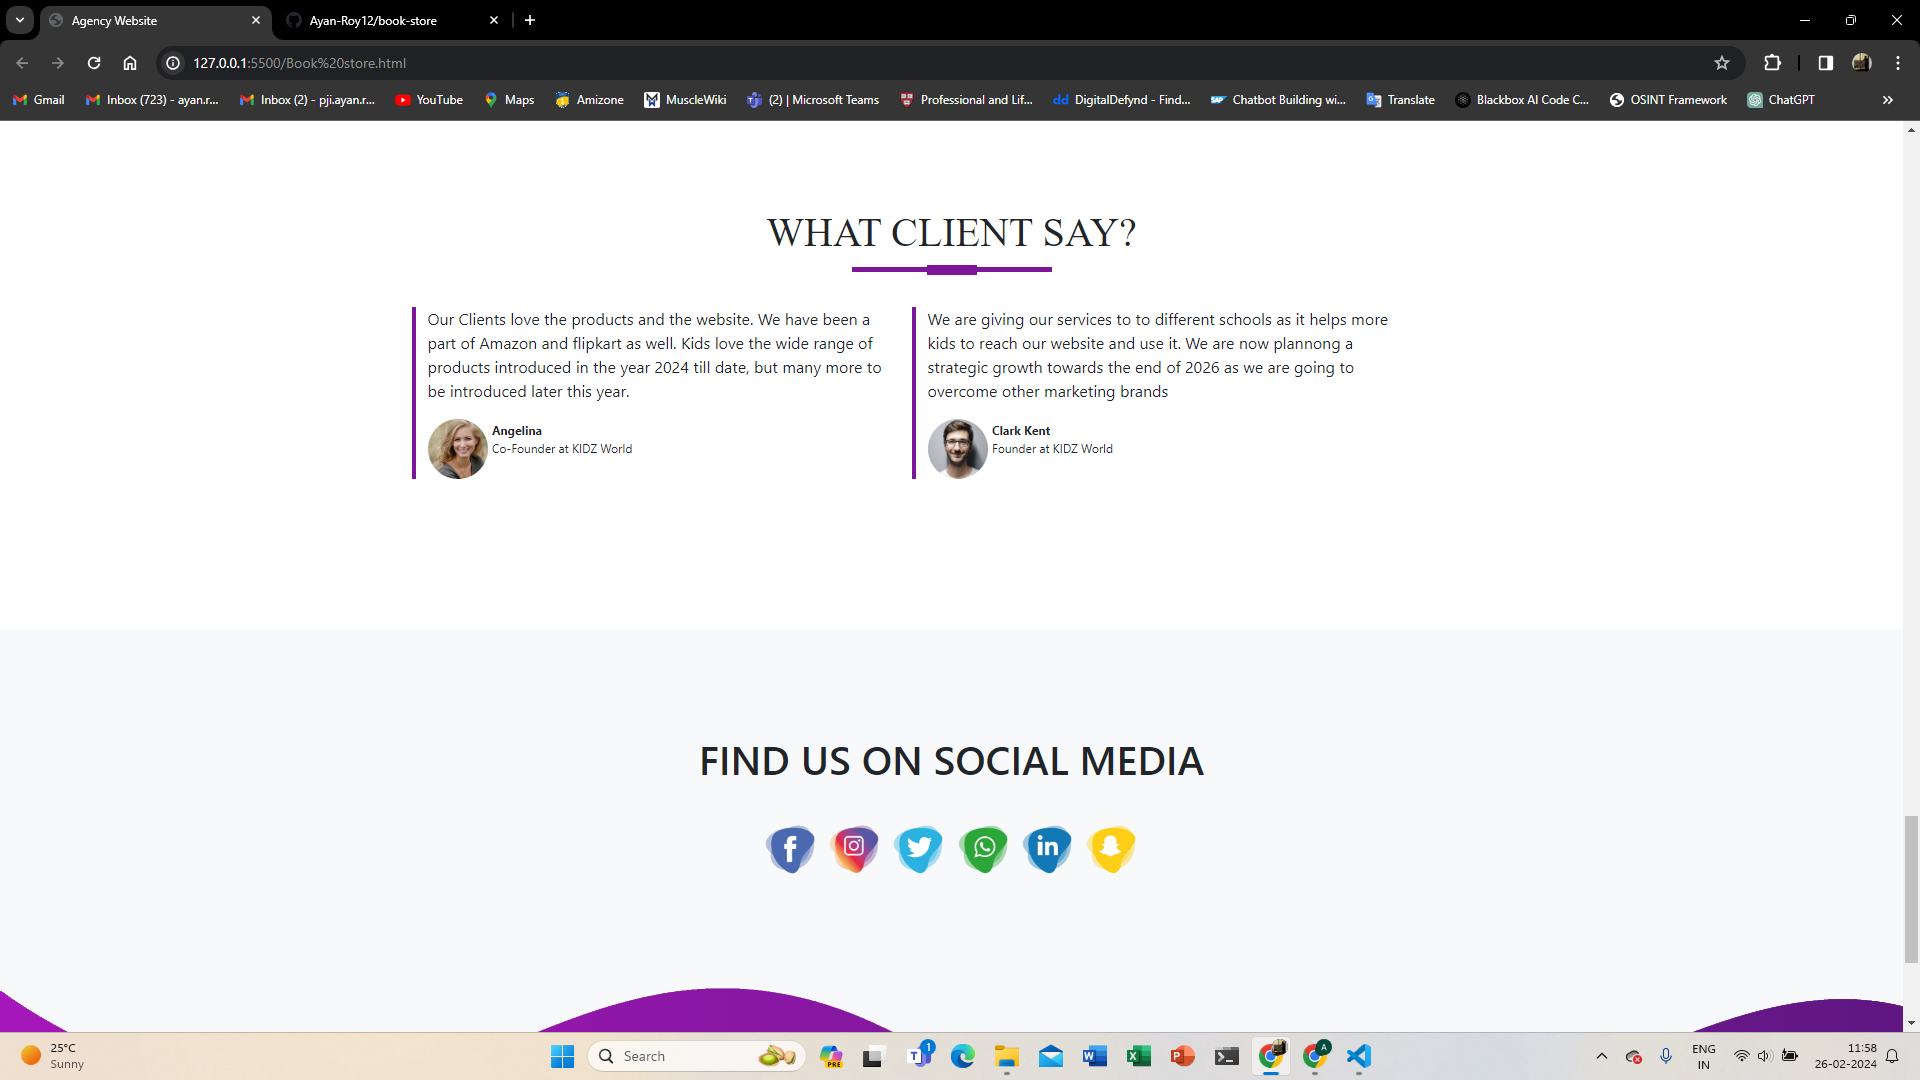 Agency Website
Ayan-Roy12/book-store
127.0.0.1:5500/Book%20store.html
Gmail
Inbox (723) - ayan.r...
Inbox (2) - pji.ayan.r...
YouTube
Maps
Amizone
MuscleWiki
(2) | Microsoft Teams
Professional and Lif...
DigitalDefynd - Find...
Chatbot Building wi...
Translate
Blackbox AI Code C...
OSINT Framework
ChatGPT
WHAT CLIENT SAY?
Our Clients love the products and the website. We have been a
part of Amazon and flipkart as well. Kids love the wide range of
products introduced in the year 2024 till date, but many more to
be introduced later this year.
Angelina
Co-Founder at KIDZ World
We are giving our services to to different schools as it helps more
kids to reach our website and use it. We are now plannong a
strategic growth towards the end of 2026 as we are going to
overcome other marketing brands
Clark Kent
Founder at KIDZ World
FIND US ON SOCIAL MEDIA
25°C
Sunny
Search
PRE
1
A
ENG
IN
11:58
26-02-2024